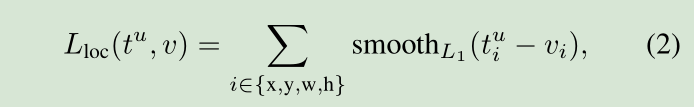 L_loc(t^u, v) = ∑_{i∈{x,y,w,h}} smooth_{L_1}(t_i^u − v_i), (2)